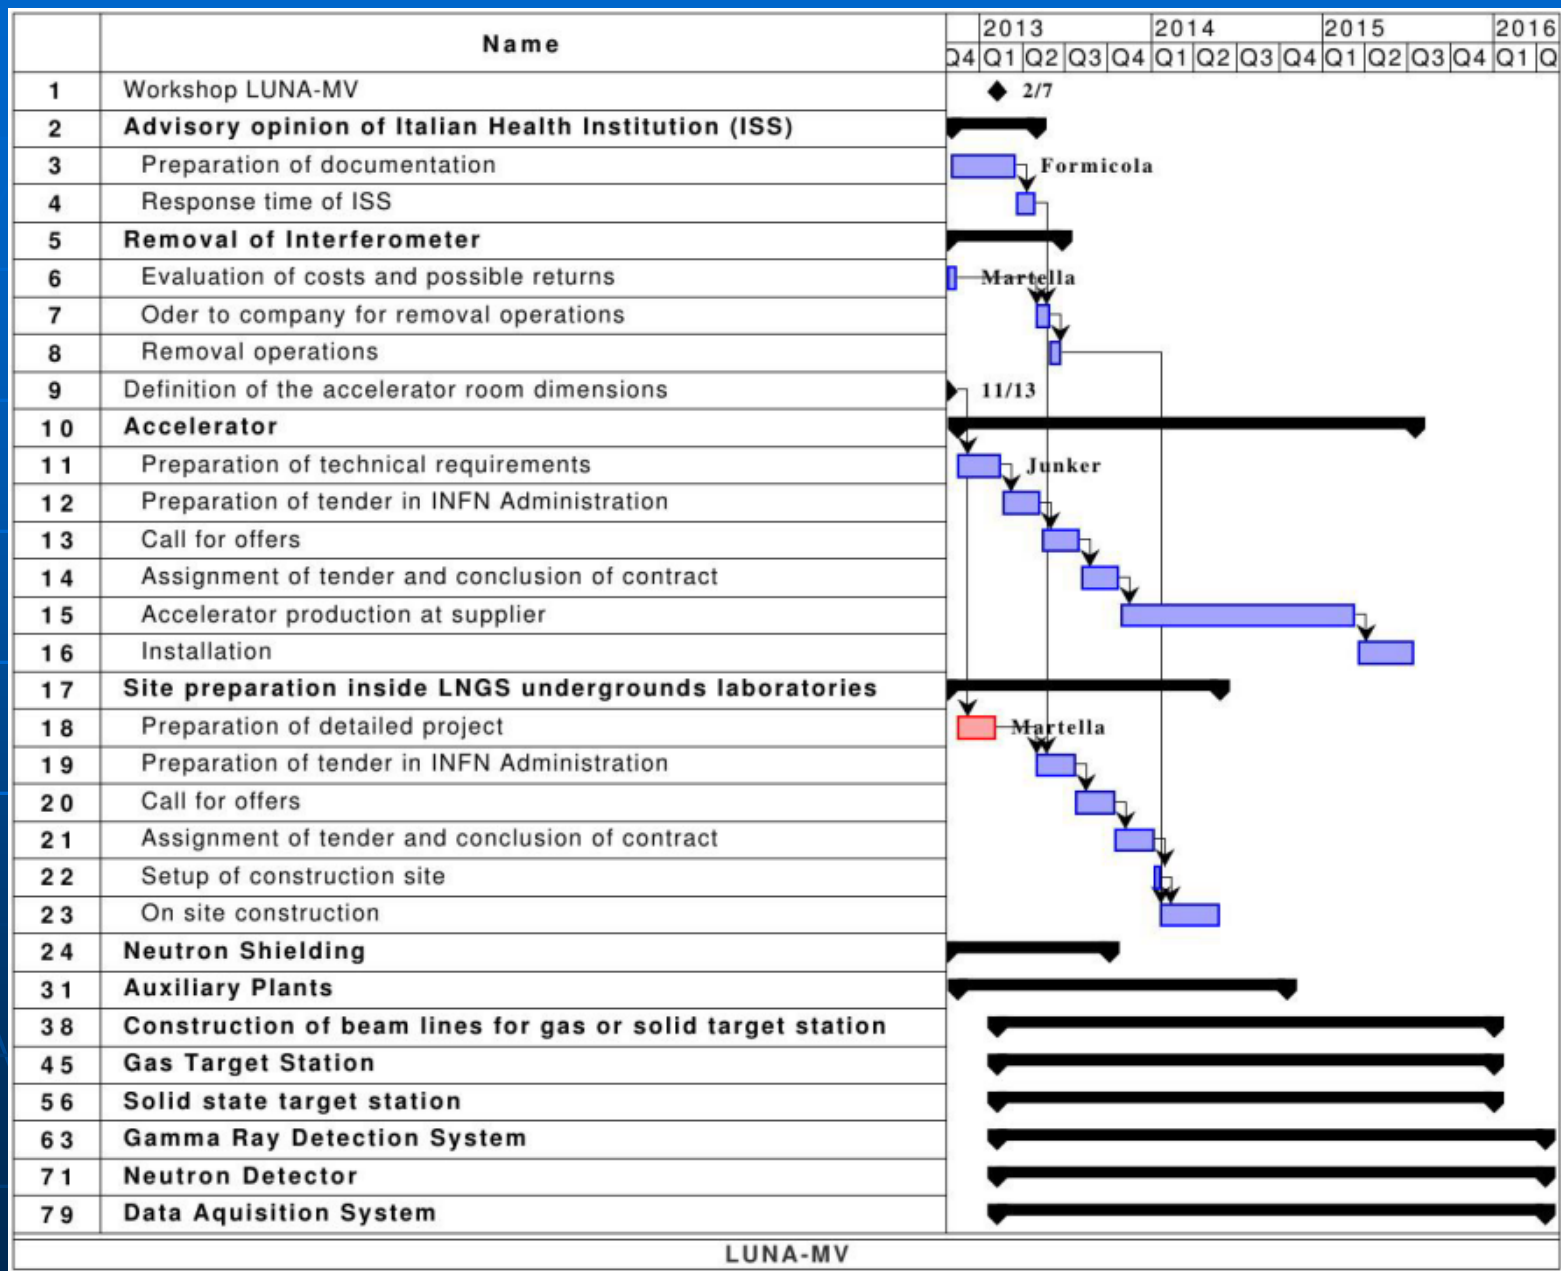 Name
2013 2014 2015 2016
Q4 Q1 Q2 Q3 Q4 Q1 Q2 Q3 Q4 Q1 Q2 Q3 Q4 Q1 Q
1 Workshop LUNA-MV 2/7
2 Advisory opinion of Italian Health Institution (ISS)
3 Preparation of documentation Formicola
4 Response time of ISS
5 Removal of Interferometer
6 Evaluation of costs and possible returns Martella
7 Oder to company for removal operations
8 Removal operations
9 Definition of the accelerator room dimensions 11/13
10 Accelerator
11 Preparation of technical requirements Junker
12 Preparation of tender in INFN Administration
13 Call for offers
14 Assignment of tender and conclusion of contract
15 Accelerator production at supplier
16 Installation
17 Site preparation inside LNGS undergrounds laboratories
18 Preparation of detailed project Martella
19 Preparation of tender in INFN Administration
20 Call for offers
21 Assignment of tender and conclusion of contract
22 Setup of construction site
23 On site construction
24 Neutron Shielding
31 Auxiliary Plants
38 Construction of beam lines for gas or solid target station
45 Gas Target Station
56 Solid state target station
63 Gamma Ray Detection System
71 Neutron Detector
79 Data Aquisition System
LUNA-MV